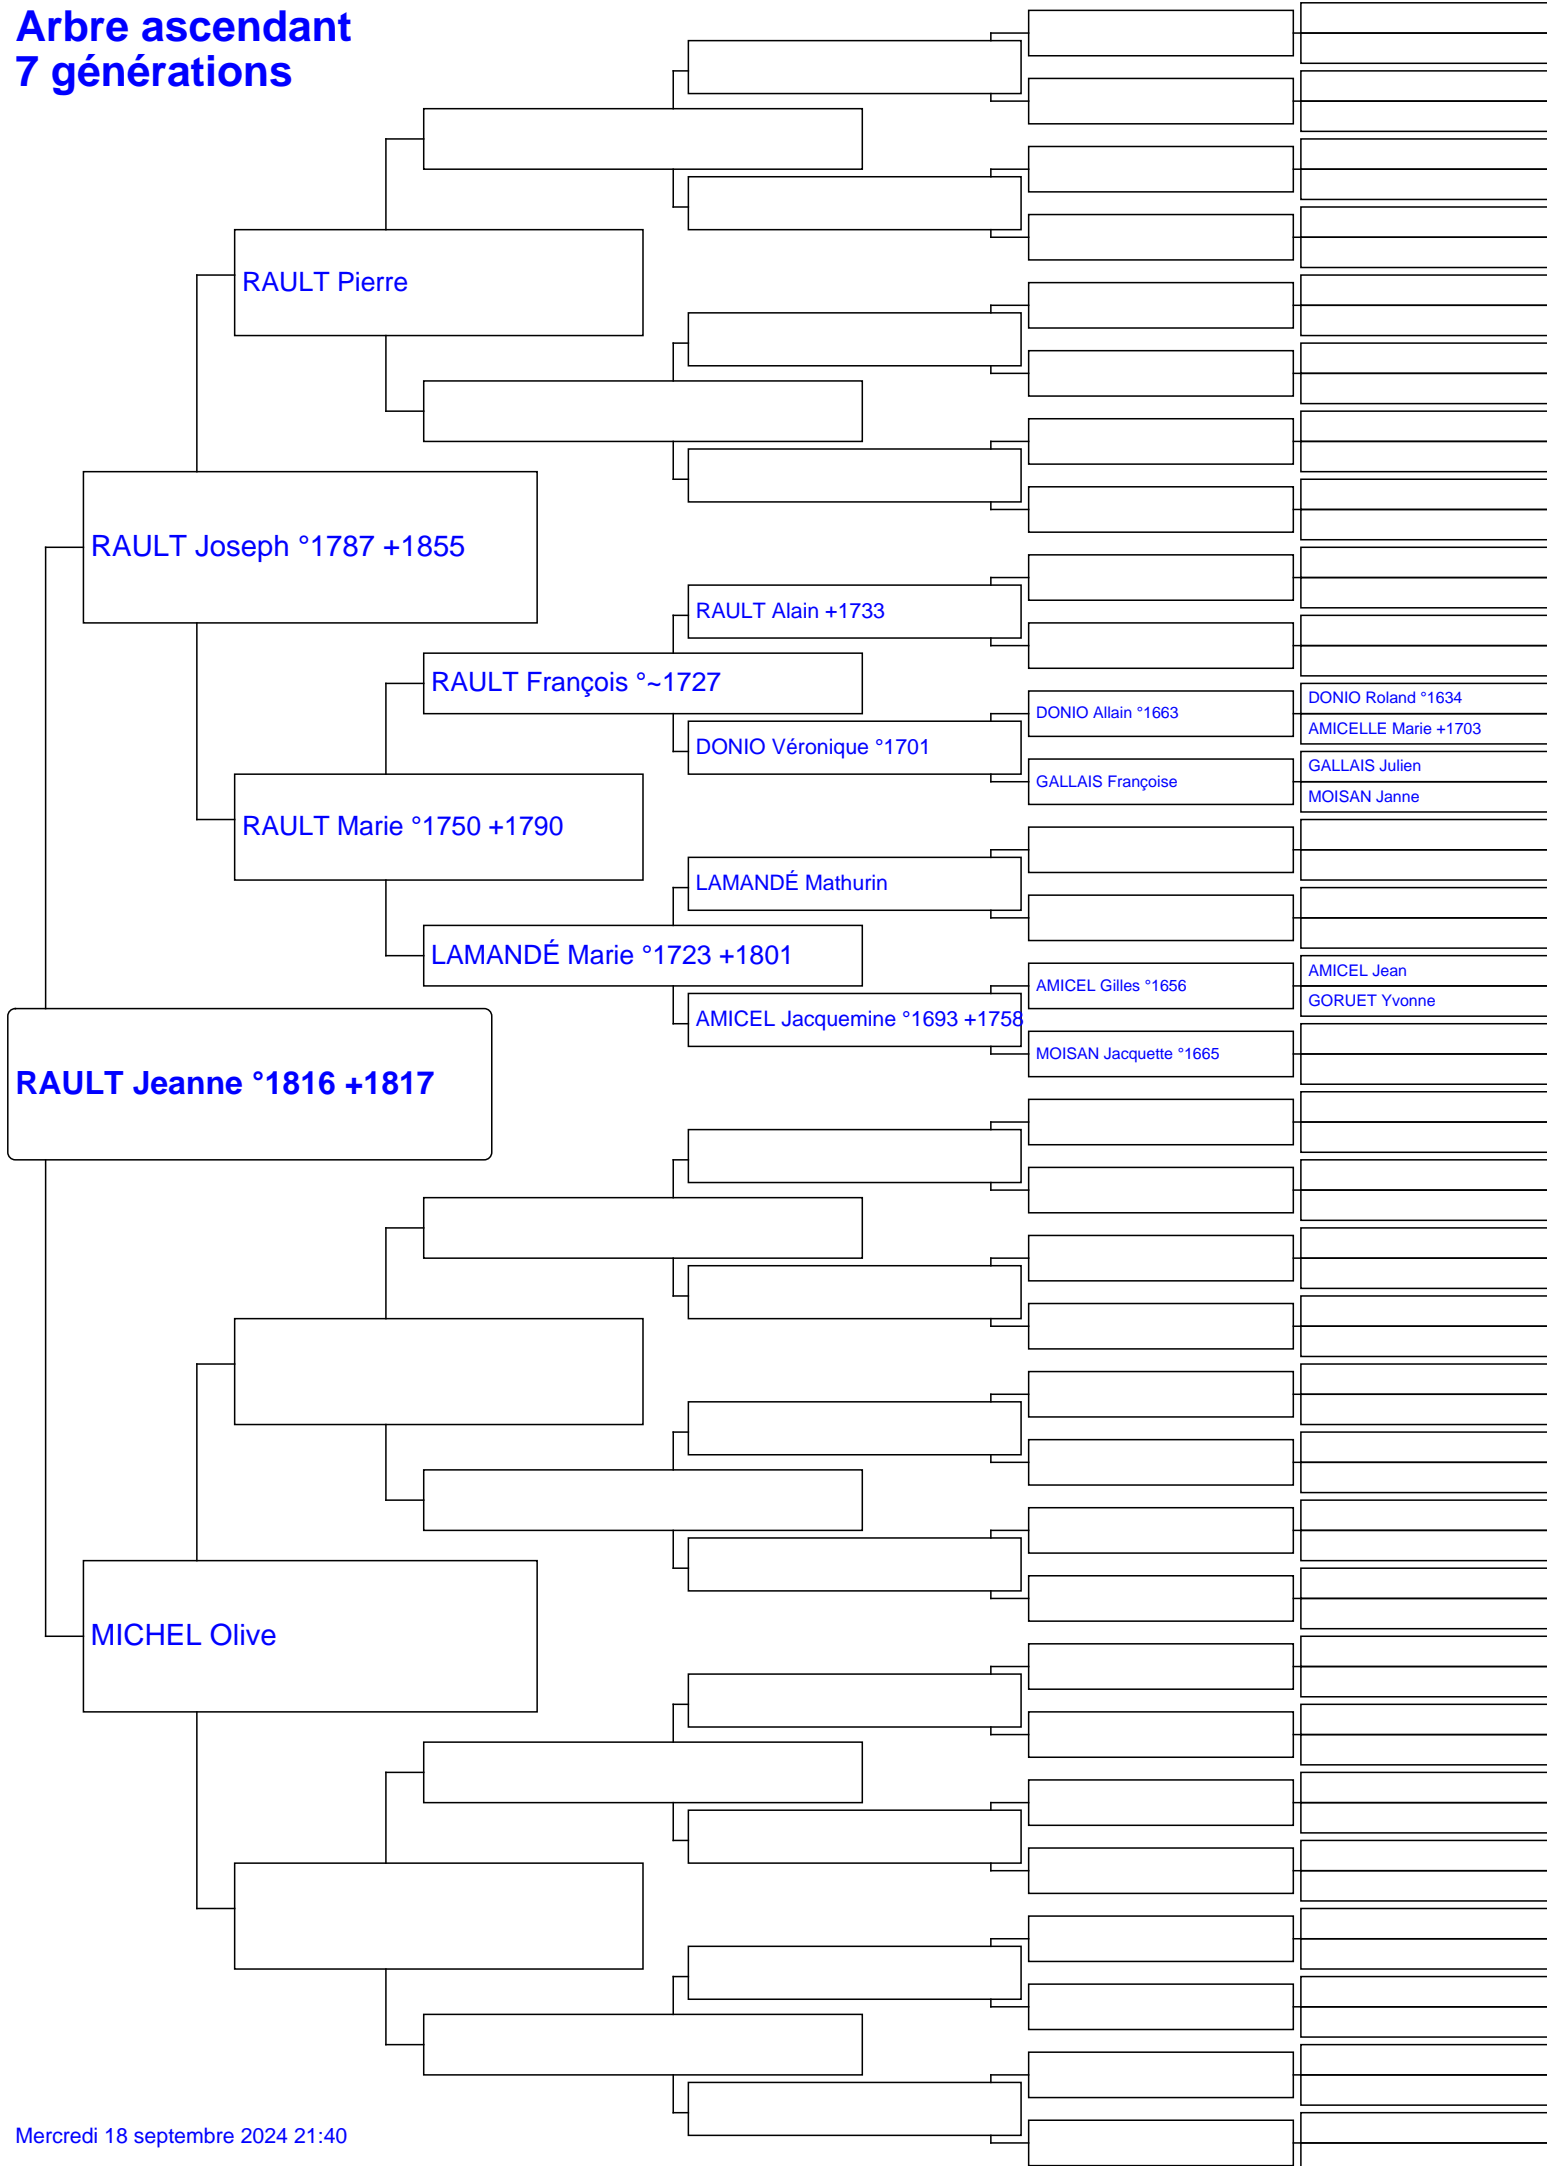 Arbre ascendant
7 générations
RAULT Pierre
RAULT Joseph °1787 +1855
RAULT Alain +1733
RAULT François °~1727
DONIO Roland °1634
DONIO Allain °1663
AMICELLE Marie +1703
DONIO Véronique °1701
GALLAIS Julien
GALLAIS Françoise
MOISAN Janne
RAULT Marie °1750 +1790
LAMANDÉ Mathurin
LAMANDÉ Marie °1723 +1801
AMICEL Jean
AMICEL Gilles °1656
GORUET Yvonne
AMICEL Jacquemine °1693 +1758
MOISAN Jacquette °1665
RAULT Jeanne °1816 +1817
MICHEL Olive
Mercredi 18 septembre 2024 21:40